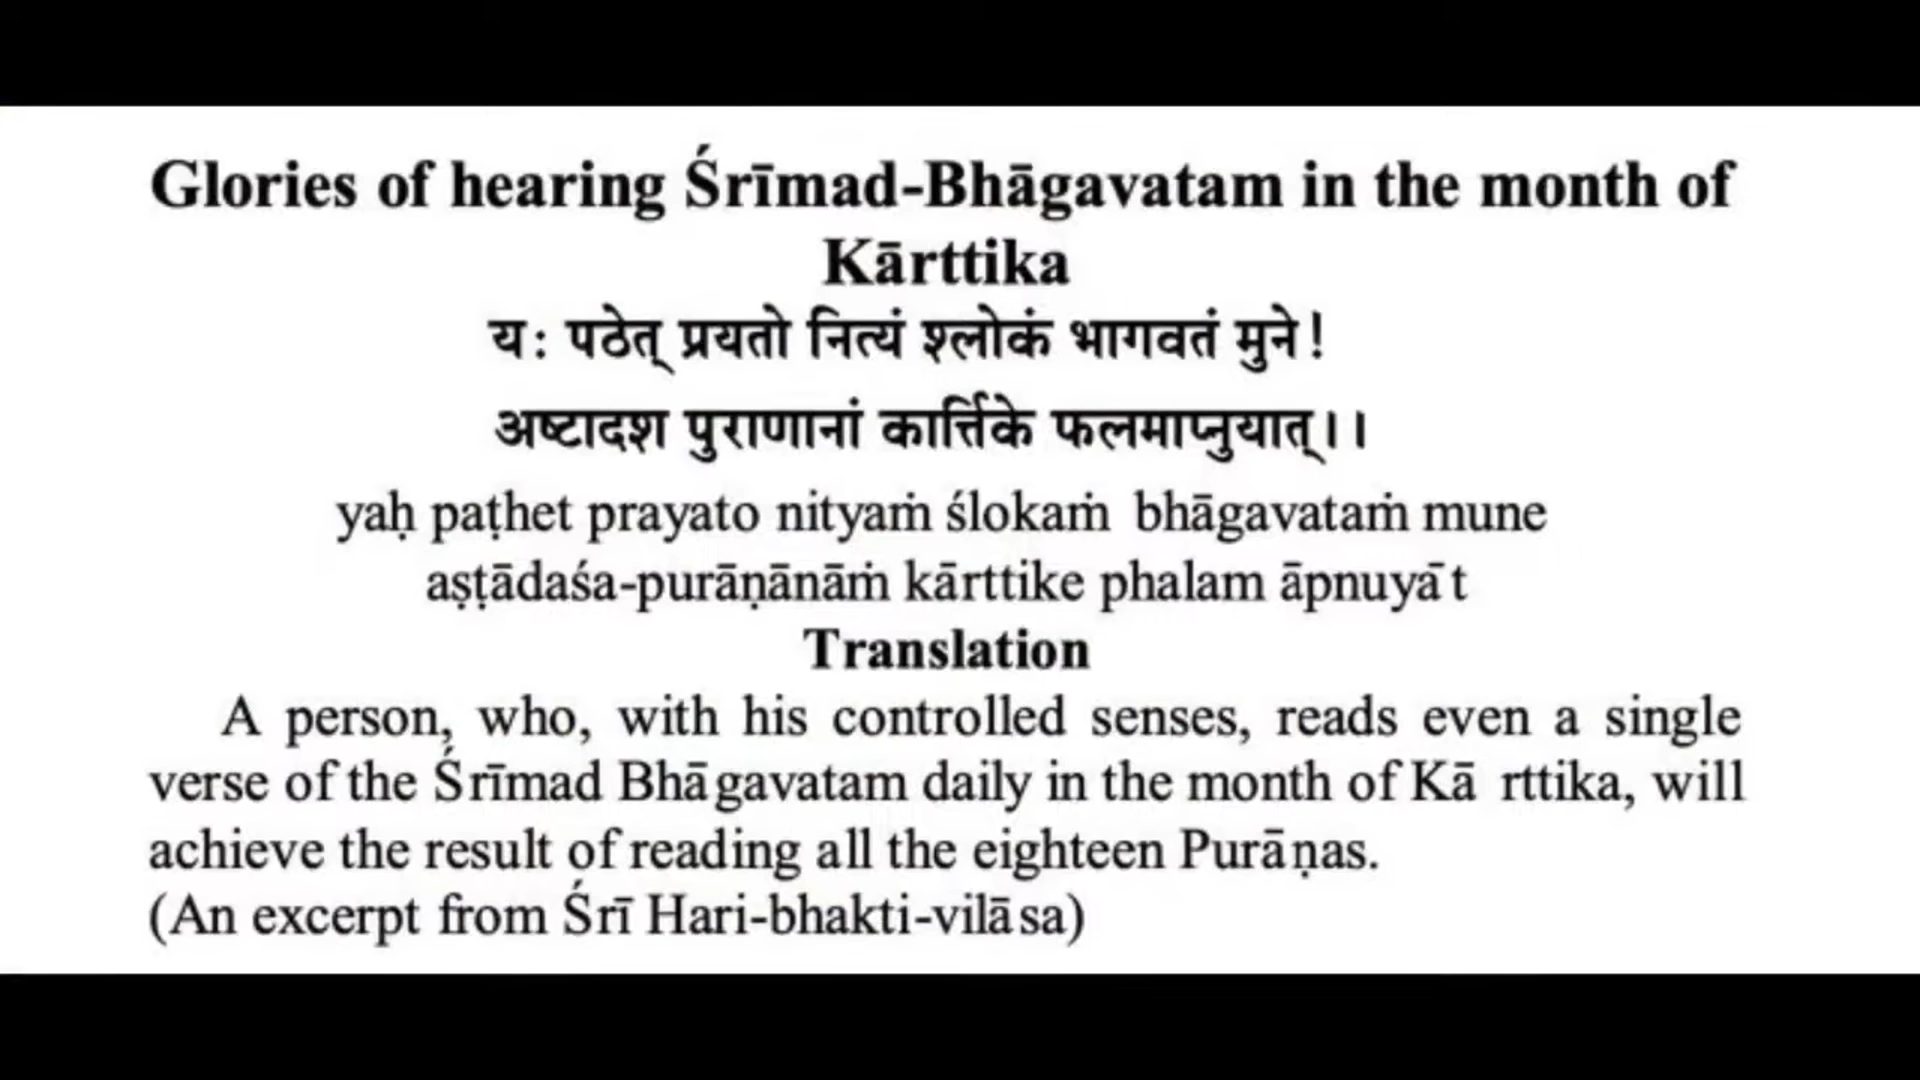 Glories of hearing Śrīmad-Bhāgavatam in the month of
Kārttika
यः पठेत् प्रयतो नित्यं श्लोकं भागवतं मुने!
अष्टादश पुराणानां कार्त्तिके फलमाप्नुयात्।।
yaḥ paṭhet prayato nityaṁ ślokaṁ bhāgavataṁ mune
aṣṭādaśa-purāṇānāṁ kārttike phalam āpnuyāt
Translation
A person, who, with his controlled senses, reads even a single
verse of the Śrīmad Bhāgavatam daily in the month of Kā rttika, will
achieve the result of reading all the eighteen Purāṇas.
(An excerpt from Śrī Hari-bhakti-vilāsa)